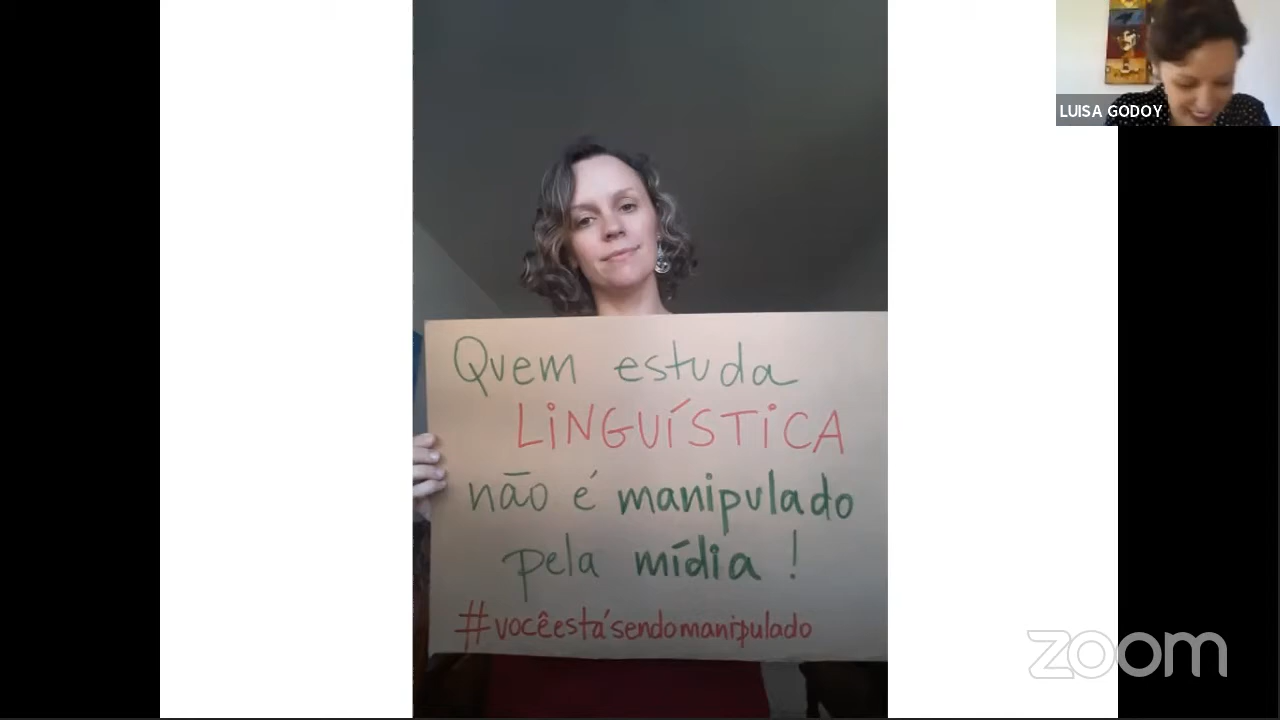 LUISA GODOY
Quem estuda
LINGUÍSTICA
não é manipulado
pela mídia!
#vocêestásendomanipulado
zoom